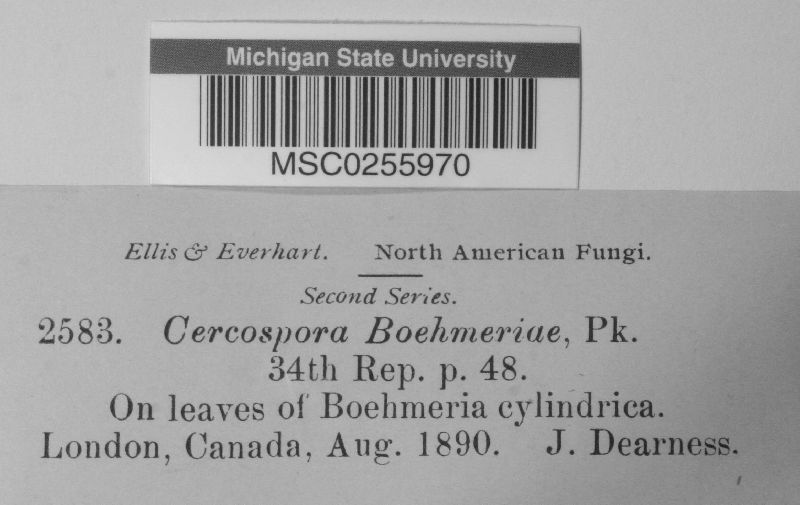 Michigan State University
MSC0255970
Ellis & Everhart. North American Fungi.
Second Series.
2583. Cercospora Boehmeriae, Pk.
34th Rep. p. 48.
On leaves of Boehmeria cylindrica.
London, Canada, Aug. 1890. J. Dearness.